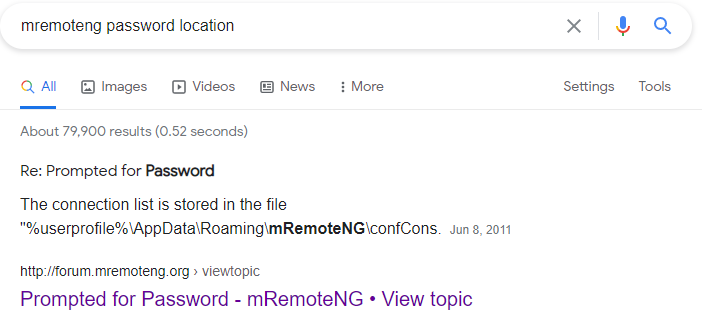 mremoteng password location
All Images Videos News More Settings Tools
About 79,900 results (0.52 seconds)
Re: Prompted for Password
The connection list is stored in the file
"%userprofile%\AppData\Roaming\mRemoteNG\confCons. Jun 8, 2011
http://forum.mremoteng.org › viewtopic
Prompted for Password - mRemoteNG • View topic